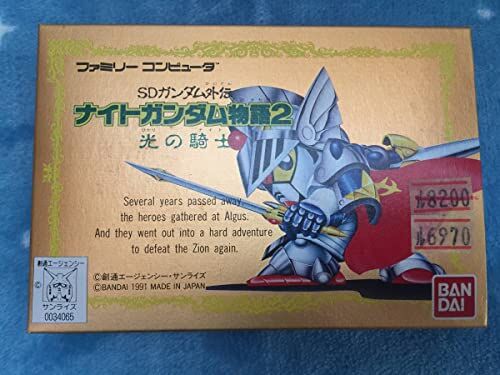 ファミリー コンピュータ
SDガンダム外伝
ナイトガンダム物語2
光の騎士
Several years passed away,
the heroes gathered at Algus.
And they went out into a hard adventure
to defeat the Zion again.
8200
6970
©創通エージェンシー・サンライズ
©BANDAI 1991 MADE IN JAPAN
創通エージェンシー
©
サンライズ
0034065
BAN
DAI